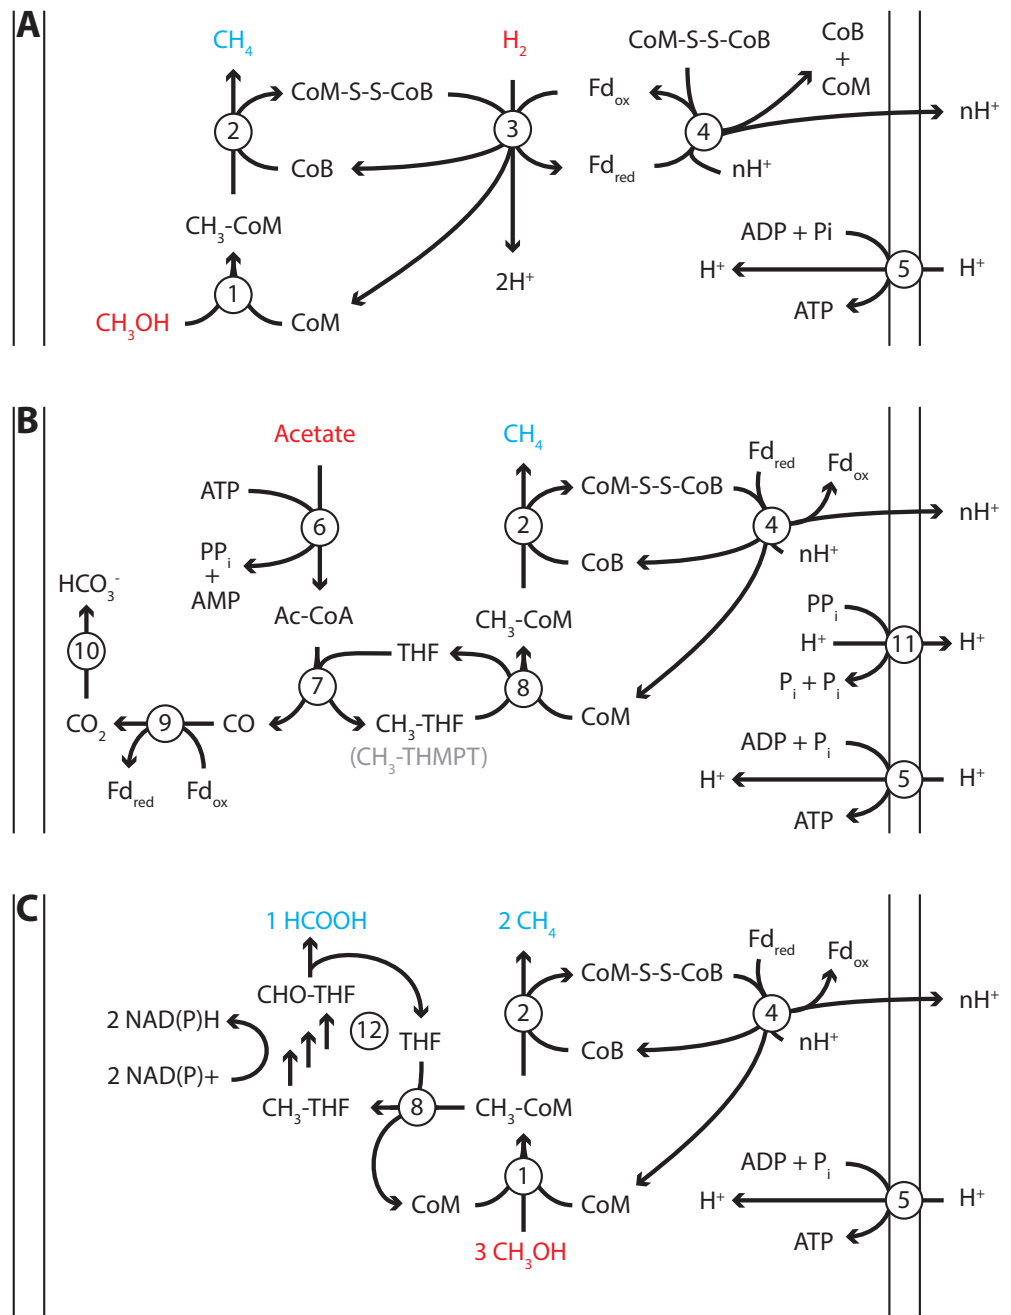 A
CH₄
H₂
CoM-S-S-CoB
CoB
+
CoM
CoM-S-S-CoB
Fdox
nH⁺
2
3
4
CoB
Fdred
nH⁺
CH₃-CoM
ADP + Pi
2H⁺
H⁺
5
H⁺
1
ATP
CH₃OH
CoM
B
Acetate
CH₄
Fdred
Fdox
ATP
CoM-S-S-CoB
nH⁺
6
2
4
PPi
+
AMP
CoB
nH⁺
HCO₃⁻
Ac-CoA
CH₃-CoM
PPi
10
THF
H⁺
11
H⁺
7
8
Pi + Pi
CO₂
9
CO
CH₃-THF
CoM
(CH₃-THMPT)
ADP + Pi
Fdred
Fdox
H⁺
5
H⁺
ATP
C
1 HCOOH
2 CH₄
Fdred
Fdox
CoM-S-S-CoB
CHO-THF
nH⁺
2 NAD(P)H
12
THF
2
4
CoB
nH⁺
2 NAD(P)+
CH₃-THF
8
CH₃-CoM
ADP + Pi
1
CoM
CoM
H⁺
5
H⁺
ATP
3 CH₃OH